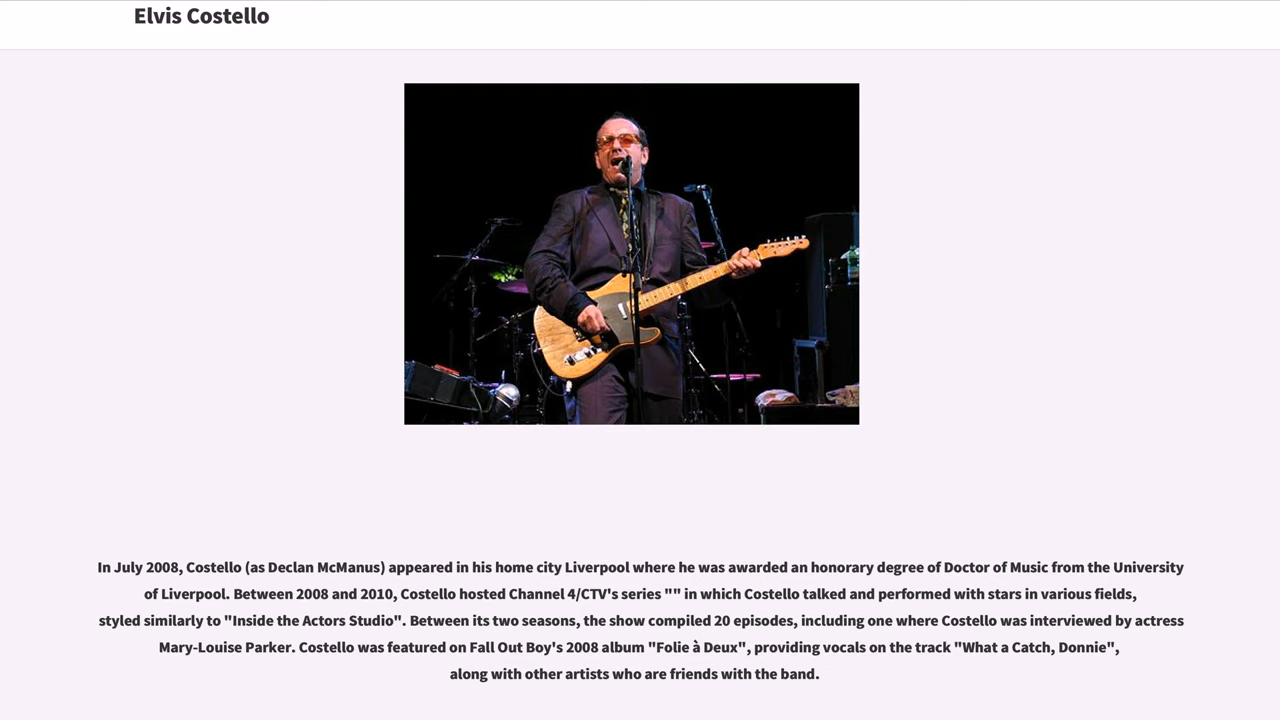 Elvis Costello
In July 2008, Costello (as Declan McManus) appeared in his home city Liverpool where he was awarded an honorary degree of Doctor of Music from the University
of Liverpool. Between 2008 and 2010, Costello hosted Channel 4/CTV's series "" in which Costello talked and performed with stars in various fields,
styled similarly to "Inside the Actors Studio". Between its two seasons, the show compiled 20 episodes, including one where Costello was interviewed by actress
Mary-Louise Parker. Costello was featured on Fall Out Boy's 2008 album "Folie à Deux", providing vocals on the track "What a Catch, Donnie",
along with other artists who are friends with the band.